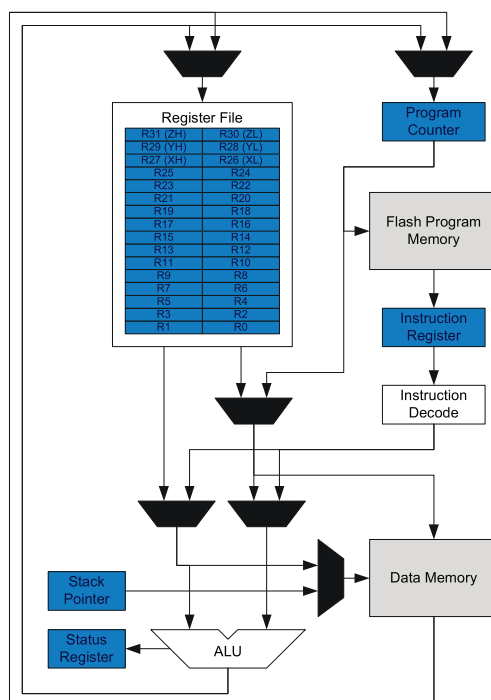 Register File
R31 (ZH) R30 (ZL)
R29 (YH) R28 (YL)
R27 (XH) R26 (XL)
R25 R24
R23 R22
R21 R20
R19 R18
R17 R16
R15 R14
R13 R12
R11 R10
R9 R8
R7 R6
R5 R4
R3 R2
R1 R0
Program
Counter
Flash Program
Memory
Instruction
Register
Instruction
Decode
Data Memory
Stack
Pointer
Status
Register
ALU